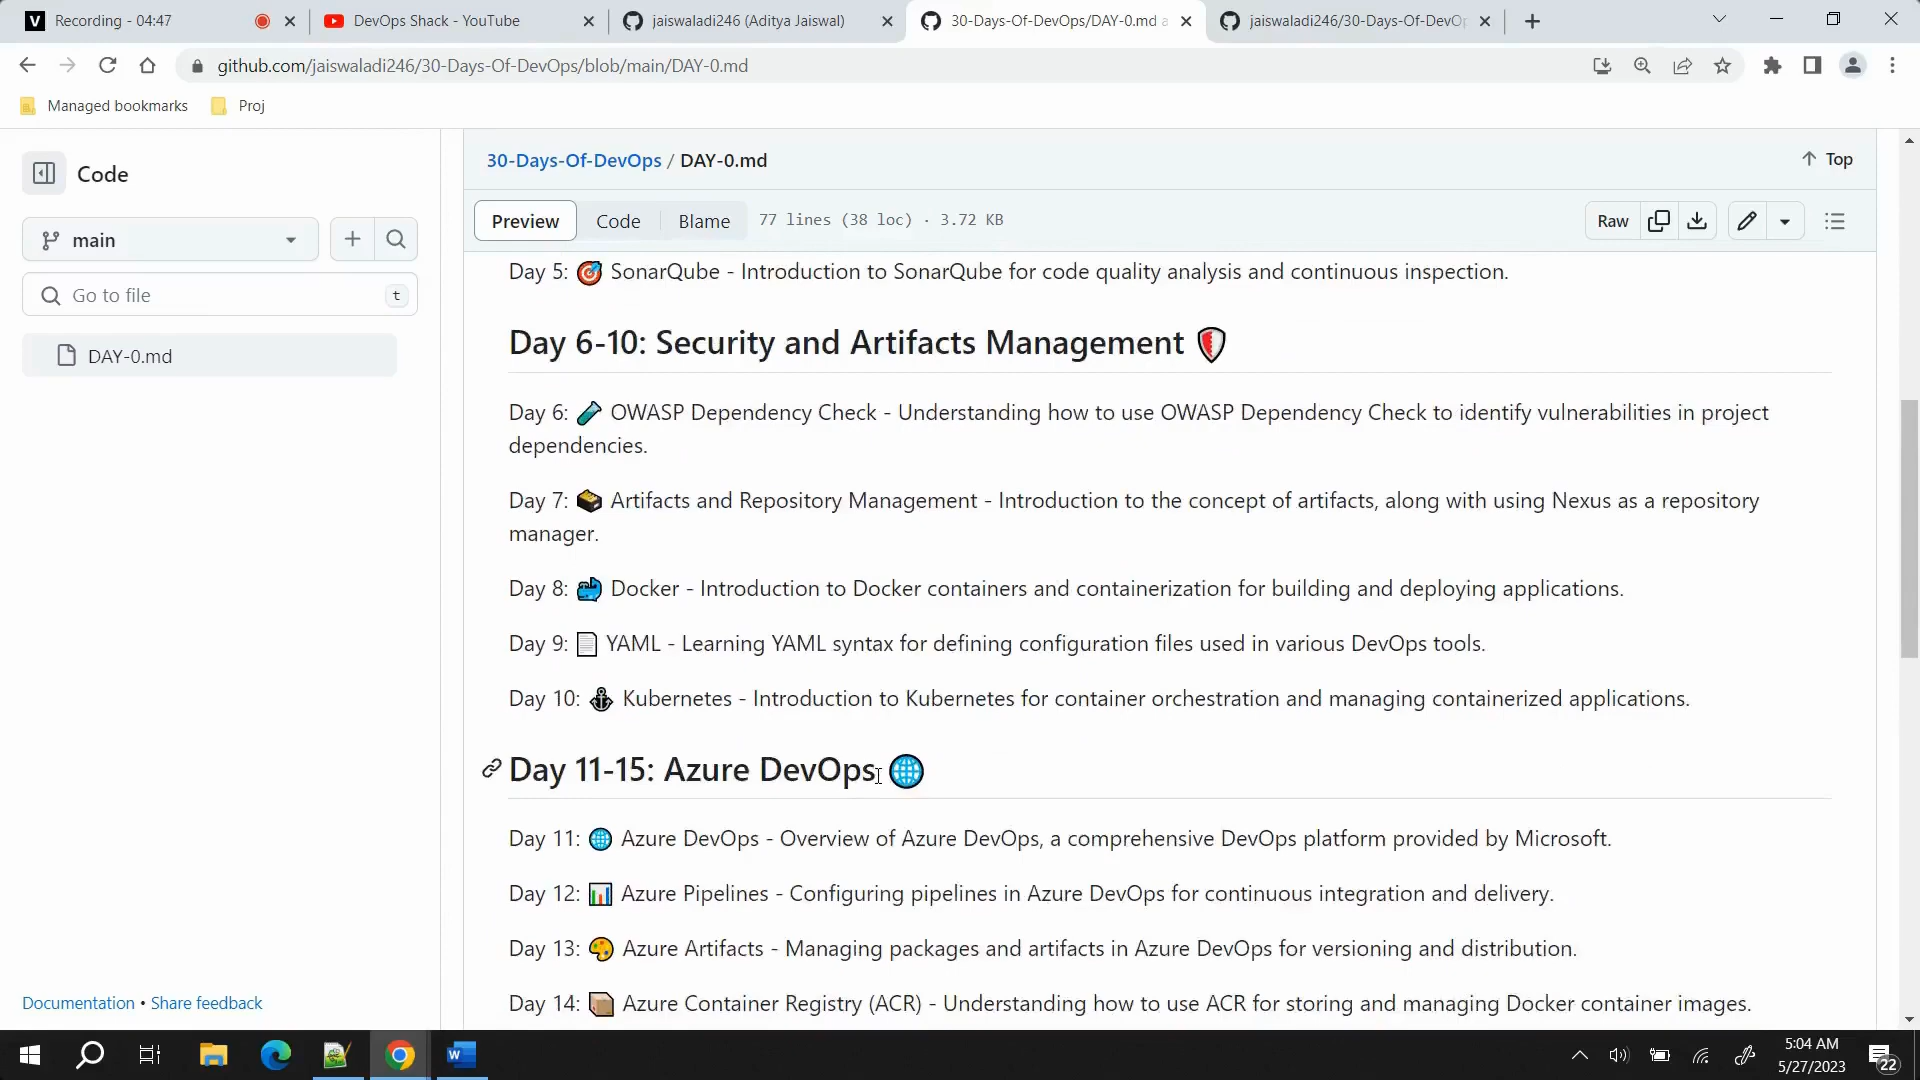 Recording - 04:47
DevOps Shack - YouTube
jaiswaladi246 (Aditya Jaiswal)
30-Days-Of-DevOps/DAY-0.md a
jaiswaladi246/30-Days-Of-DevOp
github.com/jaiswaladi246/30-Days-Of-DevOps/blob/main/DAY-0.md
Managed bookmarks
Proj
Code
main
Go to file
t
DAY-0.md
Documentation • Share feedback
30-Days-Of-DevOps / DAY-0.md
Top
Preview
Code
Blame
77 lines (38 loc) · 3.72 KB
Raw
Day 5: 🎯 SonarQube - Introduction to SonarQube for code quality analysis and continuous inspection.
Day 6-10: Security and Artifacts Management 🛡️
Day 6: 🧪 OWASP Dependency Check - Understanding how to use OWASP Dependency Check to identify vulnerabilities in project
dependencies.
Day 7: 🗃️ Artifacts and Repository Management - Introduction to the concept of artifacts, along with using Nexus as a repository
manager.
Day 8: 🐳 Docker - Introduction to Docker containers and containerization for building and deploying applications.
Day 9: 📄 YAML - Learning YAML syntax for defining configuration files used in various DevOps tools.
Day 10: ⚓ Kubernetes - Introduction to Kubernetes for container orchestration and managing containerized applications.
Day 11-15: Azure DevOps 🌐
Day 11: 🌐 Azure DevOps - Overview of Azure DevOps, a comprehensive DevOps platform provided by Microsoft.
Day 12: 📊 Azure Pipelines - Configuring pipelines in Azure DevOps for continuous integration and delivery.
Day 13: 🎨 Azure Artifacts - Managing packages and artifacts in Azure DevOps for versioning and distribution.
Day 14: 📦 Azure Container Registry (ACR) - Understanding how to use ACR for storing and managing Docker container images.
5:04 AM
5/27/2023
22